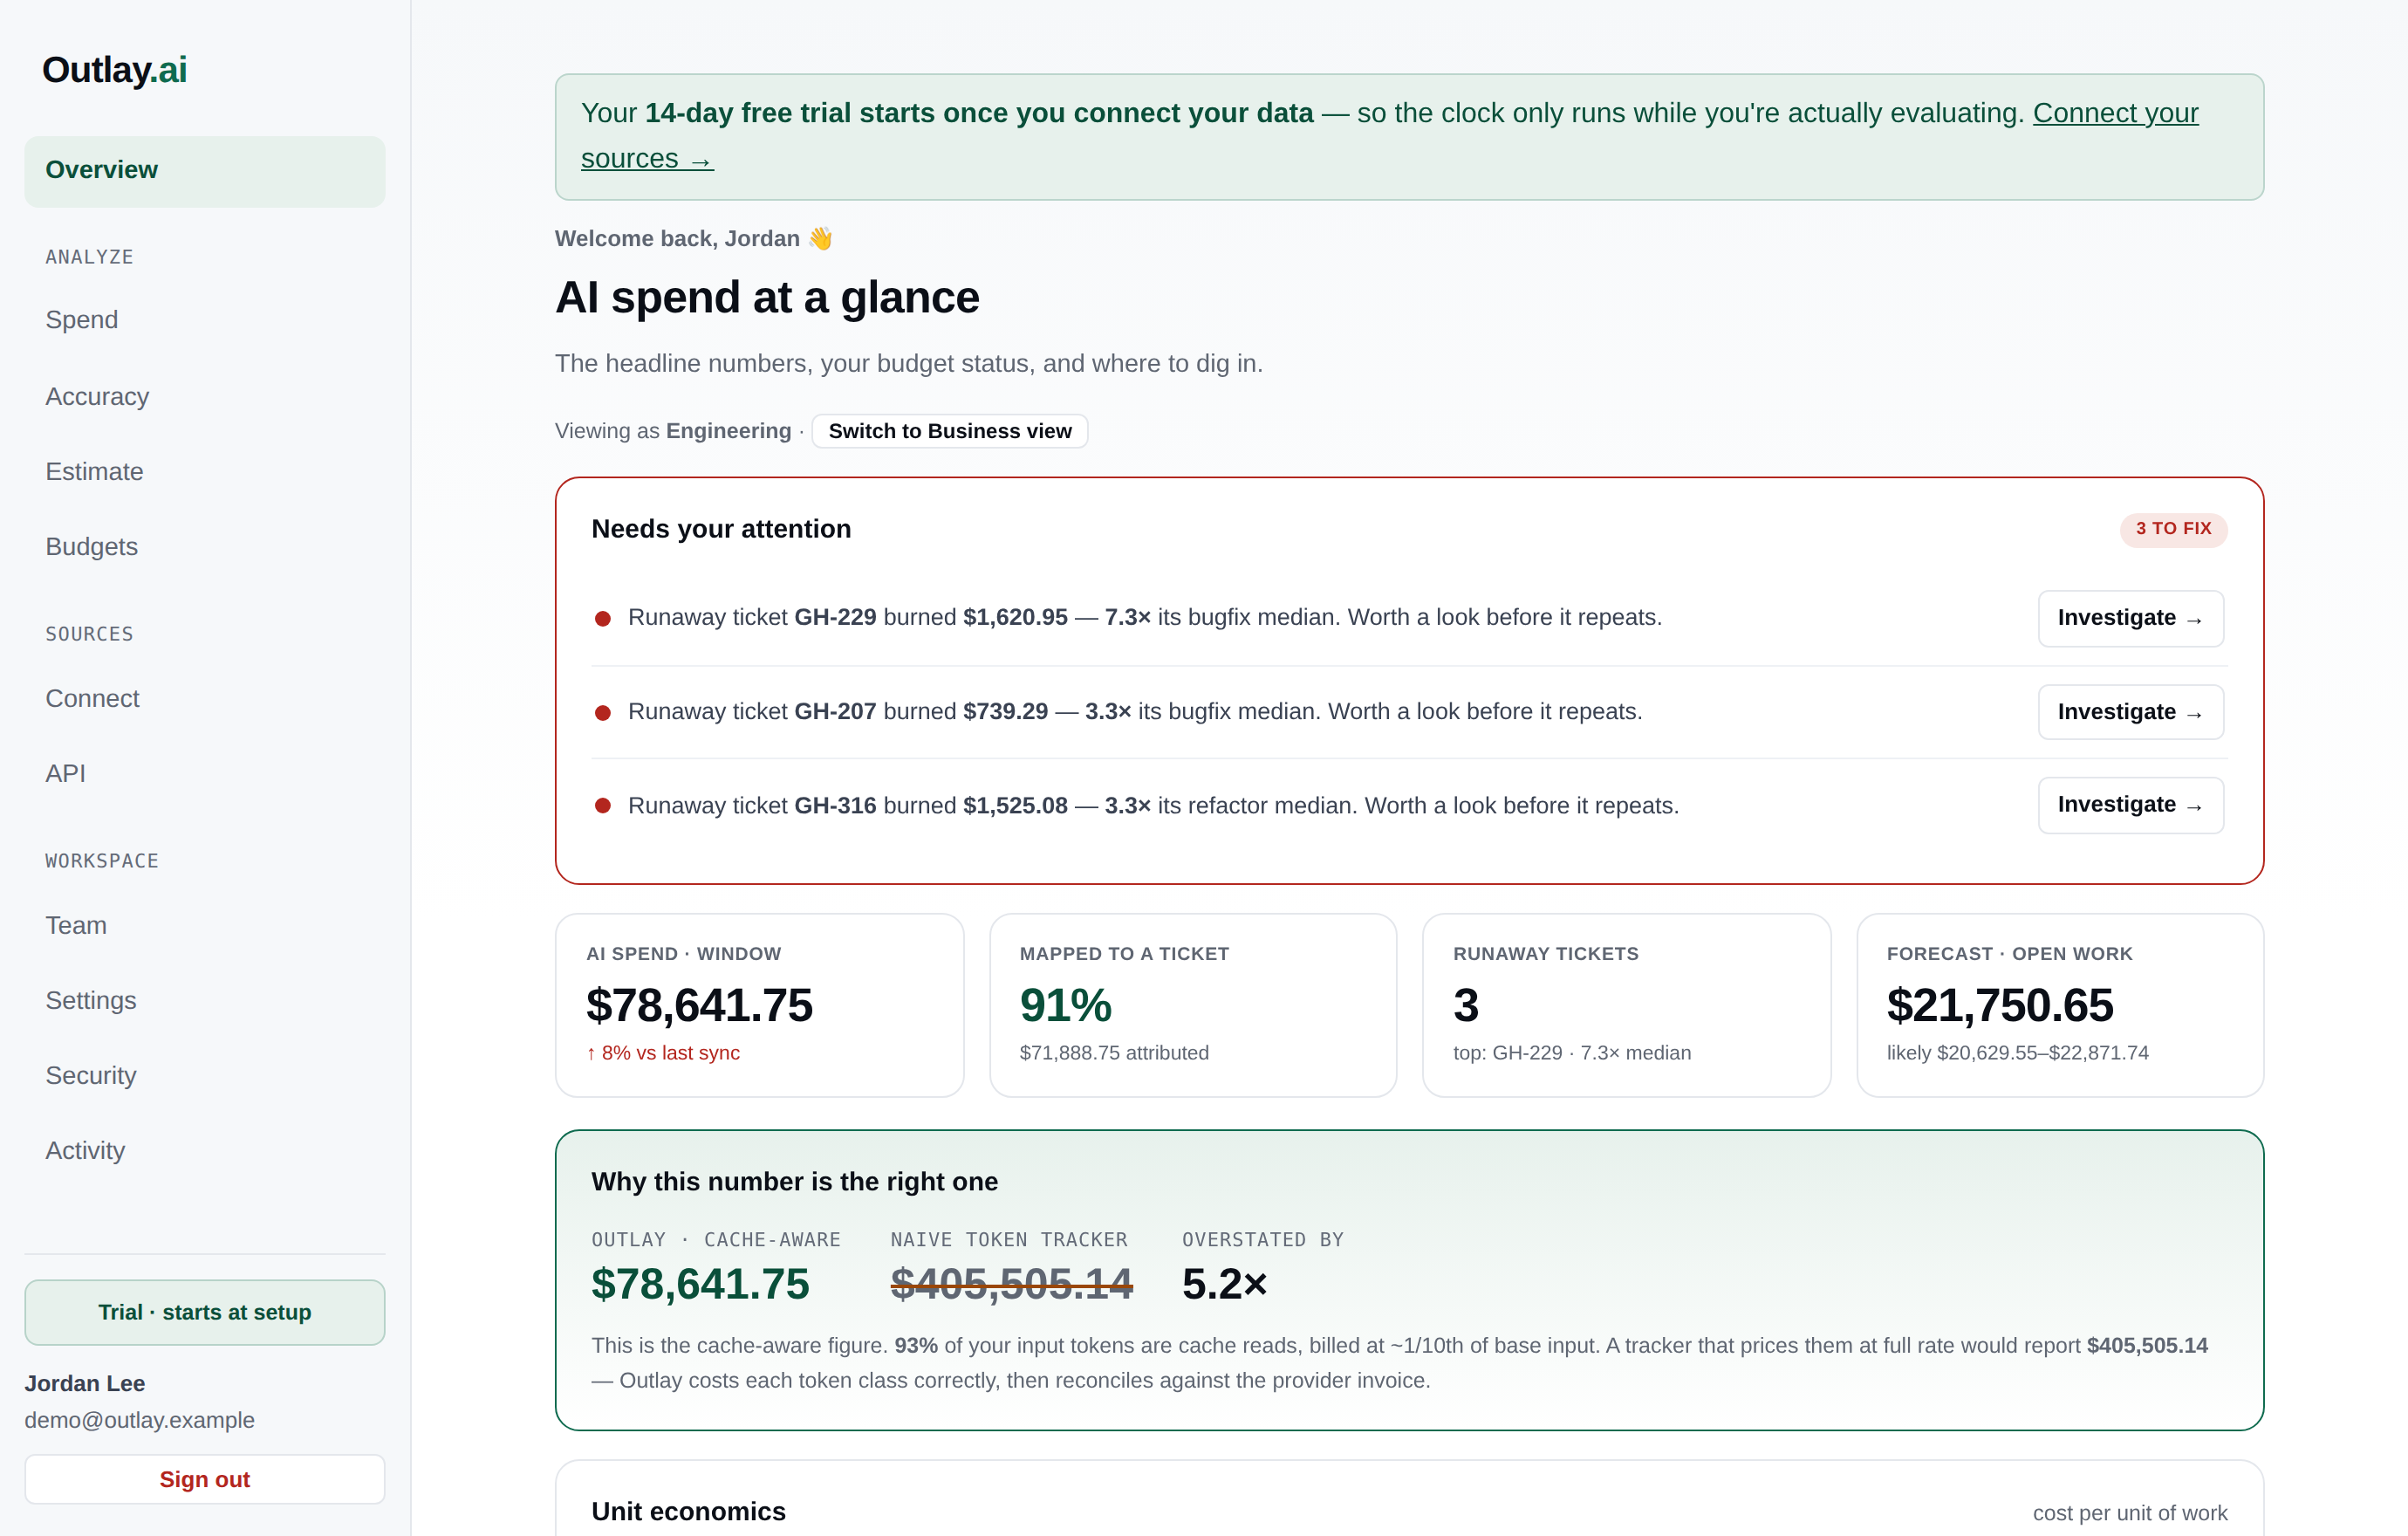 Outlay.ai
Overview
ANALYZE
Spend
Accuracy
Estimate
Budgets
SOURCES
Connect
API
WORKSPACE
Team
Settings
Security
Activity
Trial · starts at setup
Jordan Lee
demo@outlay.example
Sign out
Your 14-day free trial starts once you connect your data — so the clock only runs while you're actually evaluating. Connect your
sources →
Welcome back, Jordan 👋
AI spend at a glance
The headline numbers, your budget status, and where to dig in.
Viewing as Engineering · Switch to Business view
Needs your attention
3 TO FIX
Runaway ticket GH-229 burned $1,620.95 — 7.3× its bugfix median. Worth a look before it repeats.
Investigate →
Runaway ticket GH-207 burned $739.29 — 3.3× its bugfix median. Worth a look before it repeats.
Investigate →
Runaway ticket GH-316 burned $1,525.08 — 3.3× its refactor median. Worth a look before it repeats.
Investigate →
AI SPEND · WINDOW
$78,641.75
↑ 8% vs last sync
MAPPED TO A TICKET
91%
$71,888.75 attributed
RUNAWAY TICKETS
3
top: GH-229 · 7.3× median
FORECAST · OPEN WORK
$21,750.65
likely $20,629.55–$22,871.74
Why this number is the right one
OUTLAY · CACHE-AWARE
$78,641.75
NAIVE TOKEN TRACKER
$405,505.14
OVERSTATED BY
5.2×
This is the cache-aware figure. 93% of your input tokens are cache reads, billed at ~1/10th of base input. A tracker that prices them at full rate would report $405,505.14
— Outlay costs each token class correctly, then reconciles against the provider invoice.
Unit economics
cost per unit of work